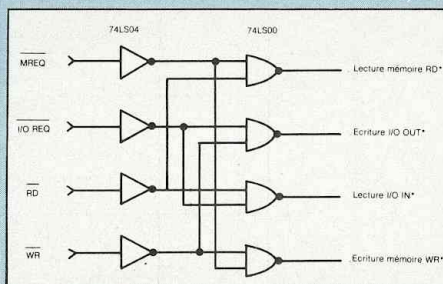 74LS04 74LS00
MREQ
Lecture mémoire RD*
I/O REQ
Ecriture I/O OUT*
RD
Lecture I/O IN*
WR
Ecriture mémoire WR*